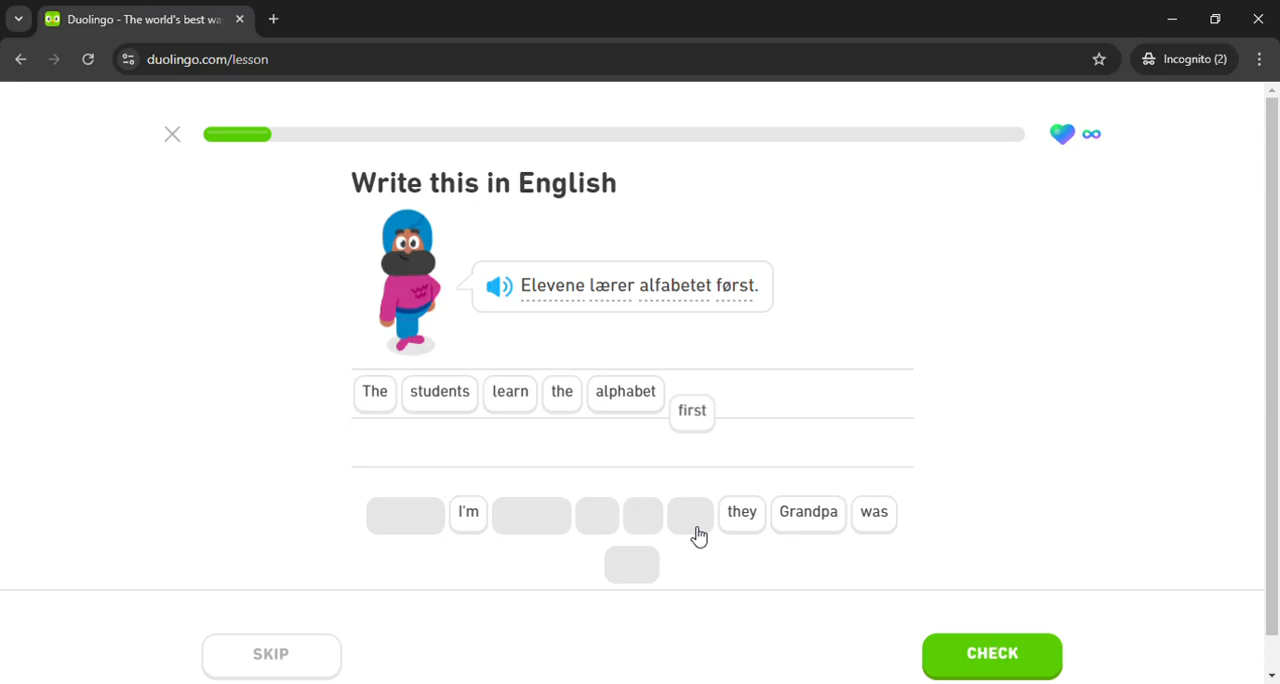 Duolingo - The world's best wa
duolingo.com/lesson
Incognito (2)
Write this in English
Elevene lærer alfabetet først.
The students learn the alphabet first
I'm they Grandpa was
SKIP
CHECK